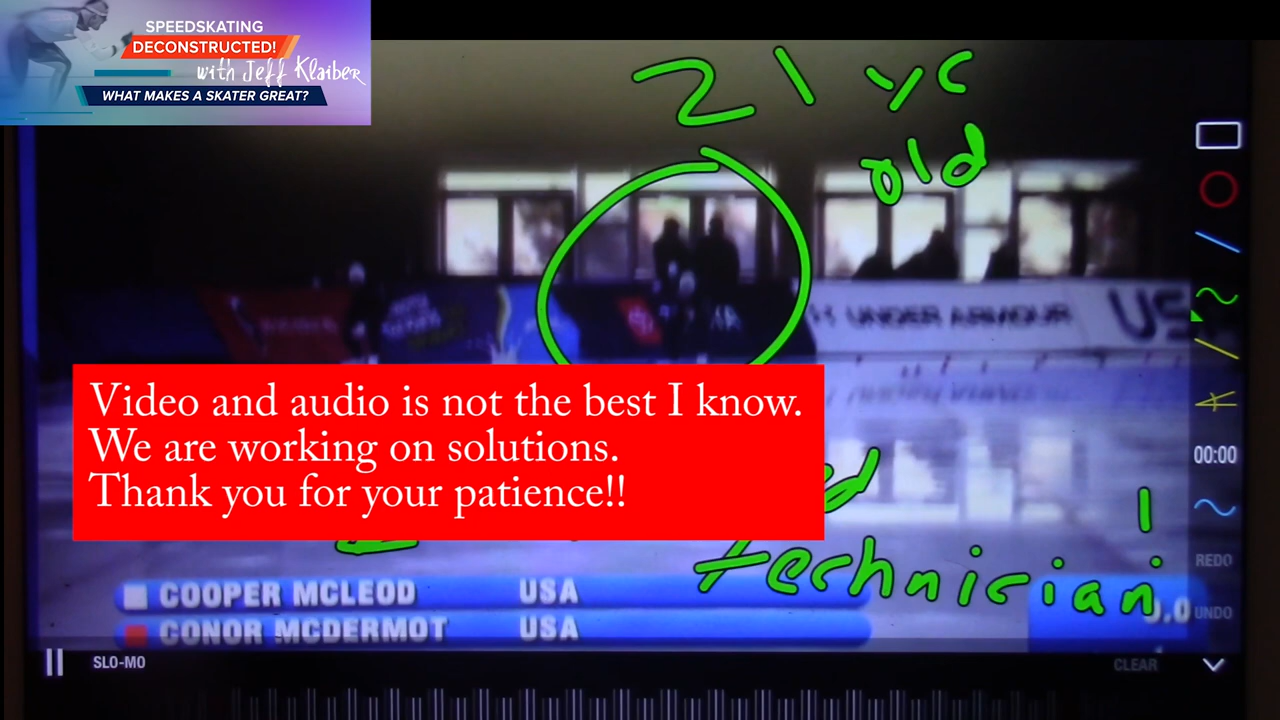 SPEEDSKATING
DECONSTRUCTED!
with Jeff Klaiber
WHAT MAKES A SKATER GREAT?
21 yr
old
UNDER ARMOUR
US
Video and audio is not the best I know.
We are working on solutions.
Thank you for your patience!!
technician
COOPER MCLEOD USA
CONOR MCDERMOT USA
00:00
REDO
UNDO
SLO-MO
CLEAR